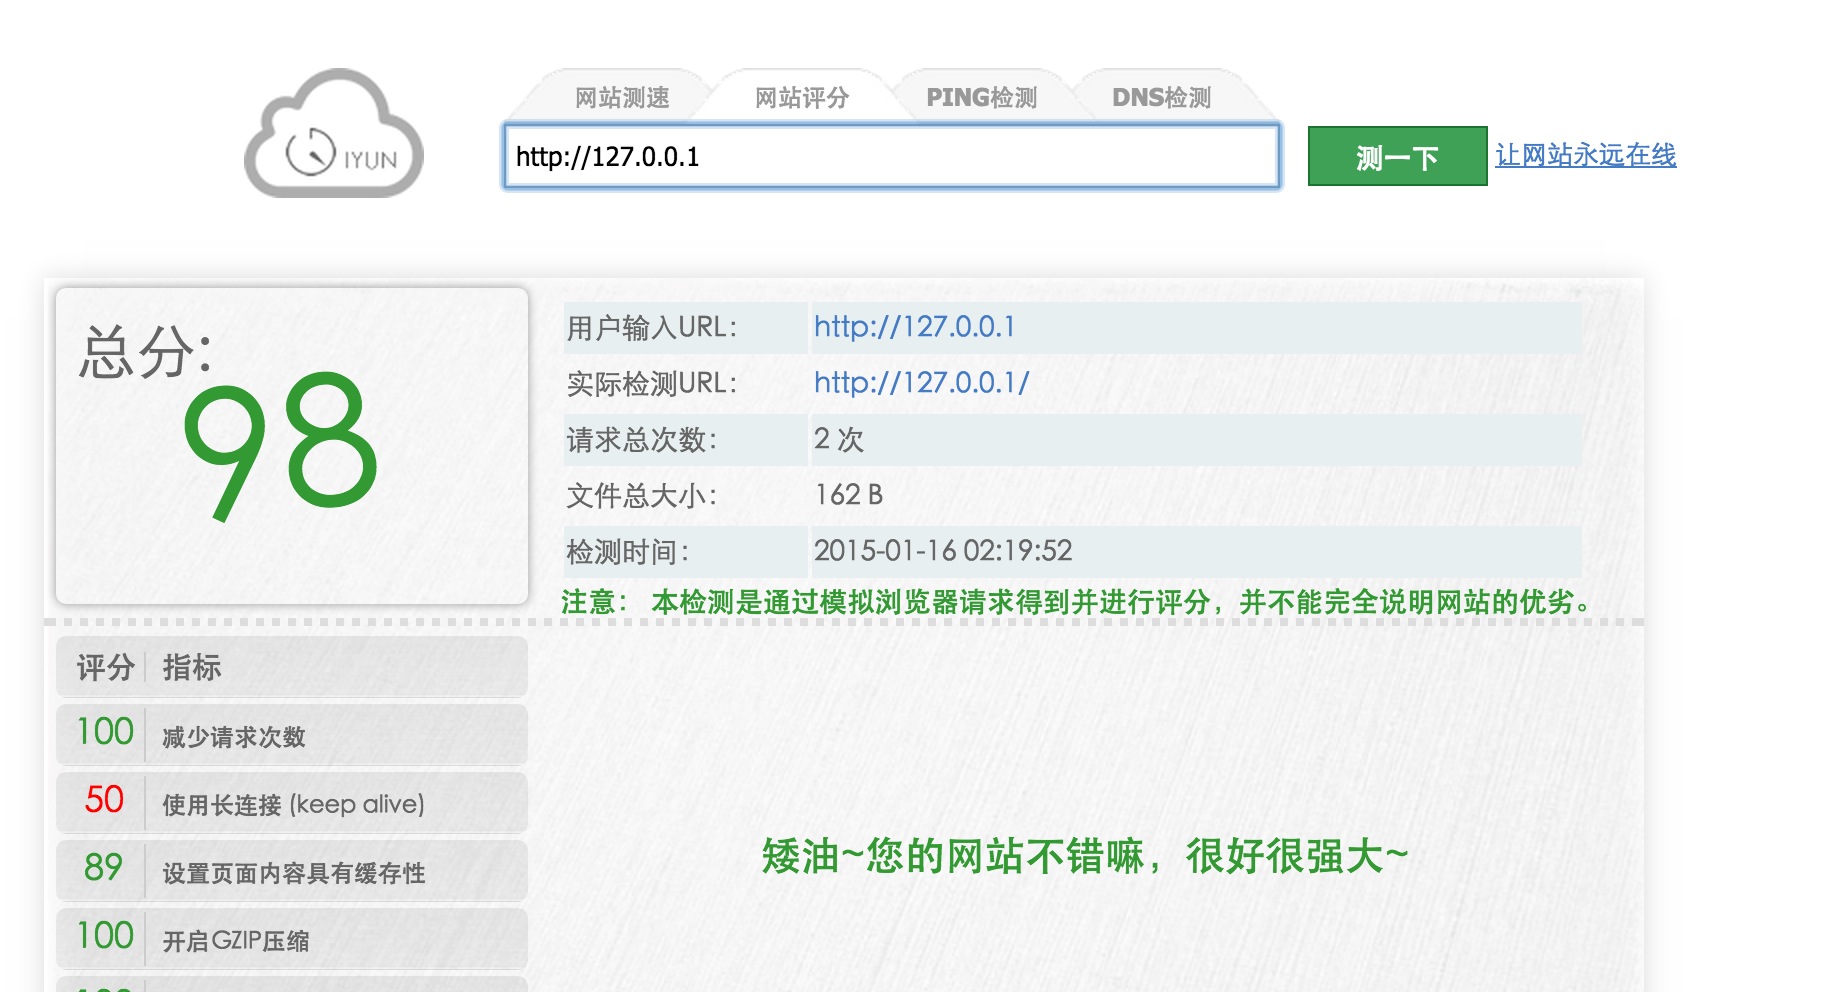 网站测速 网站评分 PING检测 DNS检测
IYUN
http://127.0.0.1 测一下 让网站永远在线
总分:
98
用户输入URL: http://127.0.0.1
实际检测URL: http://127.0.0.1/
请求总次数: 2 次
文件总大小: 162 B
检测时间: 2015-01-16 02:19:52
注意: 本检测是通过模拟浏览器请求得到并进行评分，并不能完全说明网站的优劣。
评分 指标
100 减少请求次数
50 使用长连接 (keep alive)
89 设置页面内容具有缓存性
100 开启GZIP压缩
矮油~您的网站不错嘛，很好很强大~